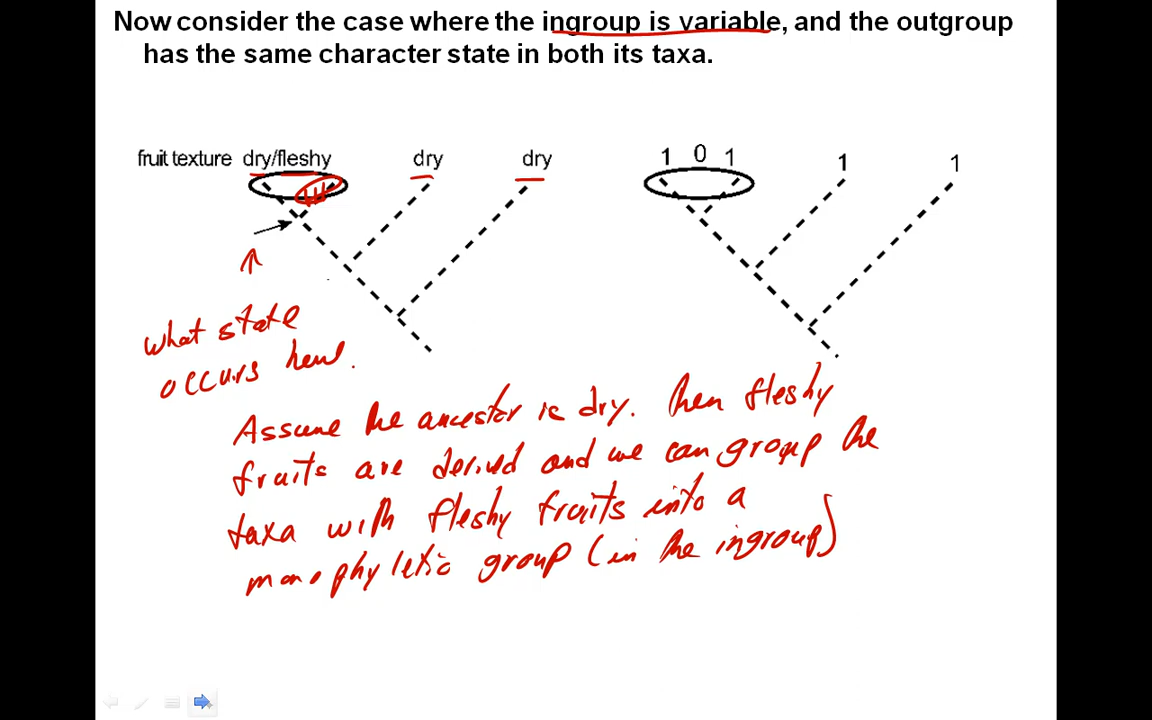 Now consider the case where the ingroup is variable, and the outgroup
has the same character state in both its taxa.
fruit texture dry/fleshy dry dry
1 0 1 1 1
what state
occurs here.
Assume the ancestor is dry. Then fleshy
fruits are derived and we can group the
taxa with fleshy fruits into a
monophyletic group (in the ingroup)